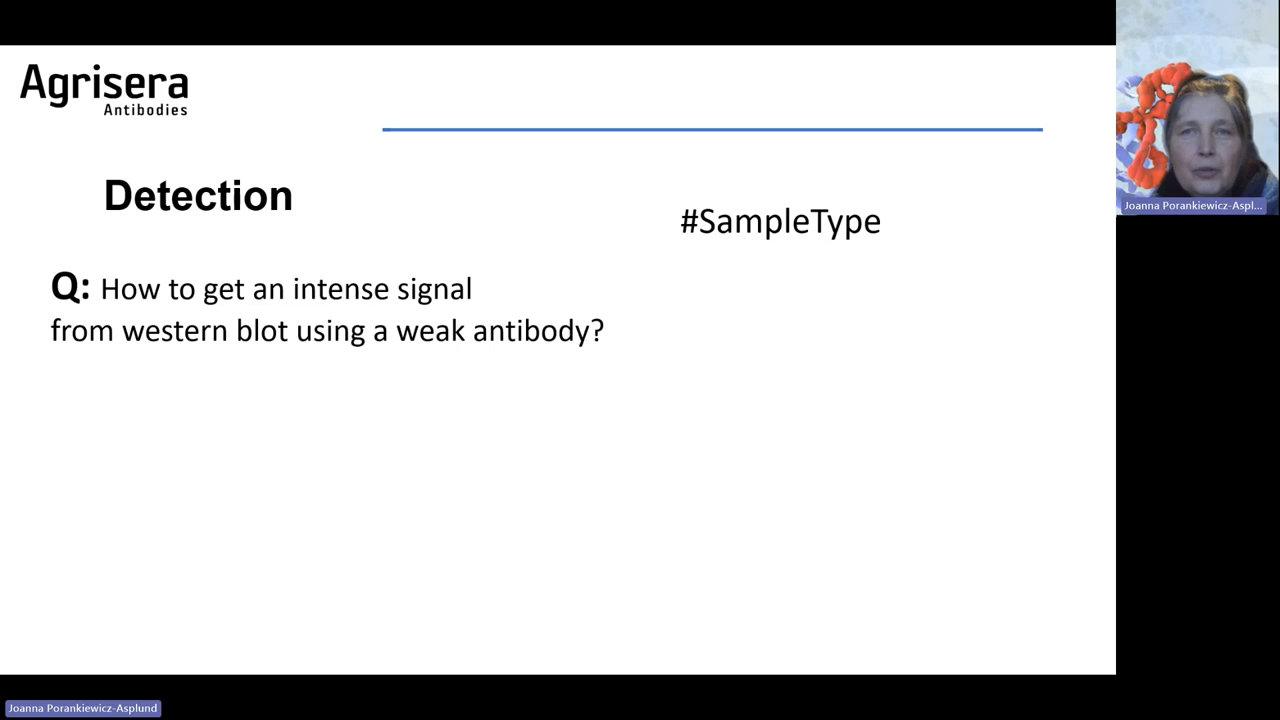 Agrisera
Antibodies
Detection
#SampleType
Q: How to get an intense signal
from western blot using a weak antibody?
Joanna Porankiewicz-Aspl...
Joanna Porankiewicz-Asplund